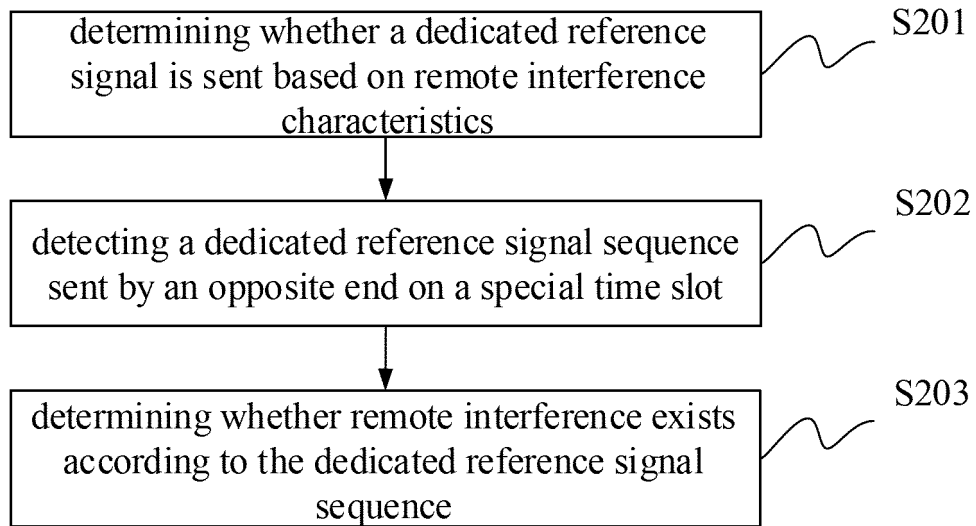 determining whether a dedicated reference
signal is sent based on remote interference
characteristics
S201
detecting a dedicated reference signal sequence
sent by an opposite end on a special time slot
S202
determining whether remote interference exists
according to the dedicated reference signal
sequence
S203